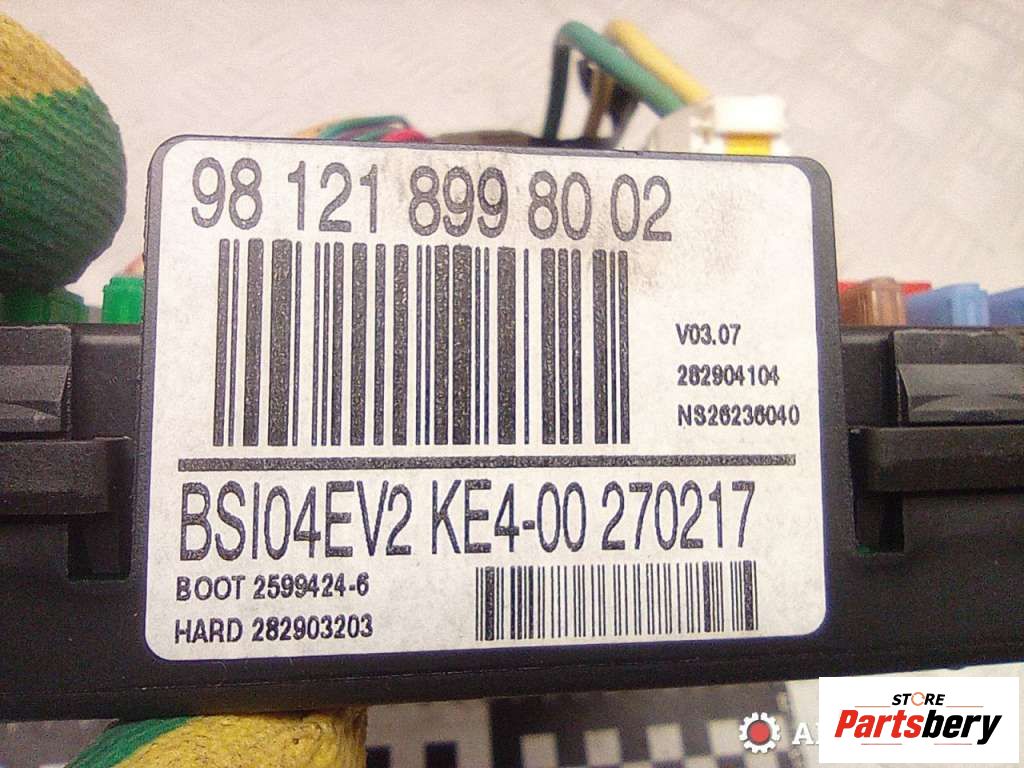 98 121 899 80 02
V03.07
282904104
NS26236040
BSI04EV2 KE4-00 270217
BOOT 2599424-6
HARD 282903203
STORE
Partsbery